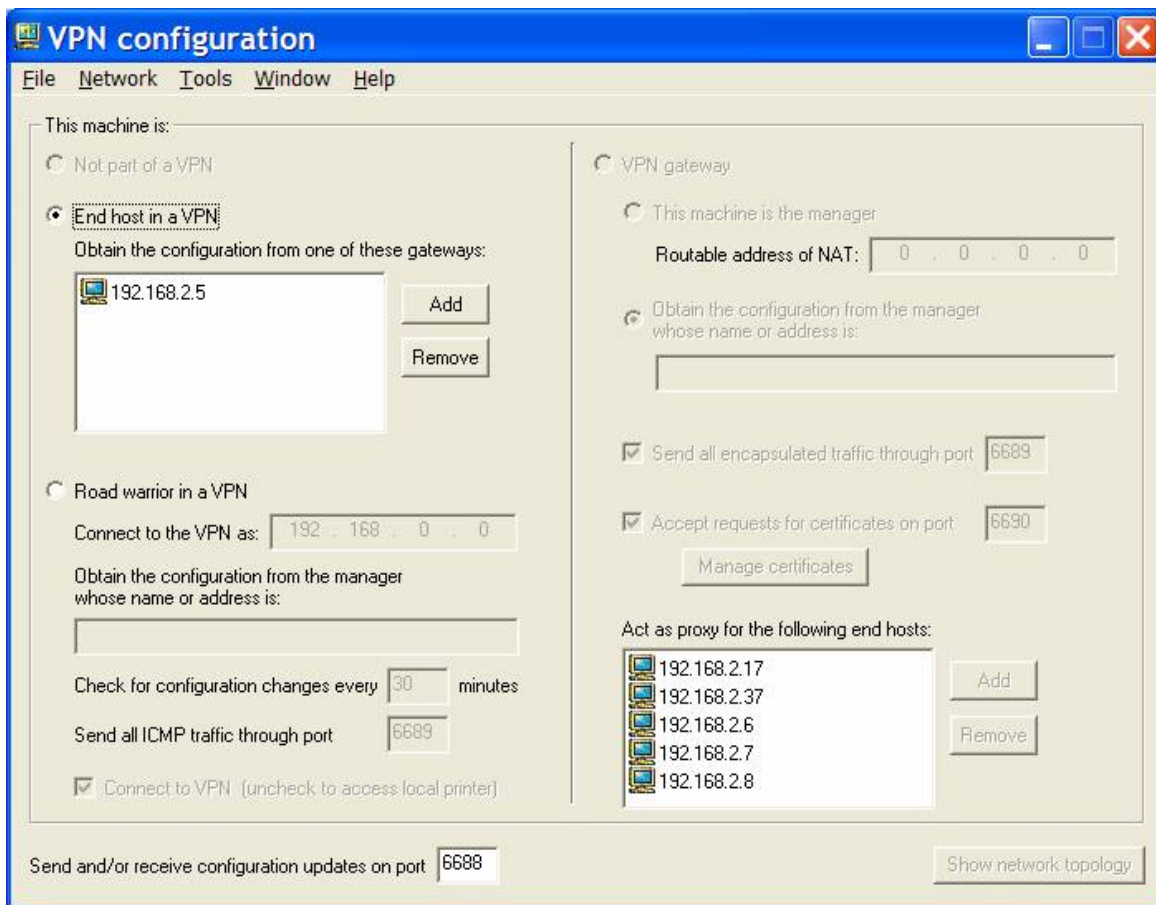 VPN configuration
File Network Tools Window Help
This machine is:
Not part of a VPN
End host in a VPN
Obtain the configuration from one of these gateways:
192.168.2.5
Add
Remove
Road warrior in a VPN
Connect to the VPN as: 192 . 168 . 0 . 0
Obtain the configuration from the manager
whose name or address is:
Check for configuration changes every 30 minutes
Send all ICMP traffic through port 6689
Connect to VPN (uncheck to access local printer)
VPN gateway
This machine is the manager
Routable address of NAT: 0 . 0 . 0 . 0
Obtain the configuration from the manager
whose name or address is:
Send all encapsulated traffic through port 6689
Accept requests for certificates on port 6690
Manage certificates
Act as proxy for the following end hosts:
192.168.2.17
192.168.2.37
192.168.2.6
192.168.2.7
192.168.2.8
Add
Remove
Send and/or receive configuration updates on port 6688
Show network topology